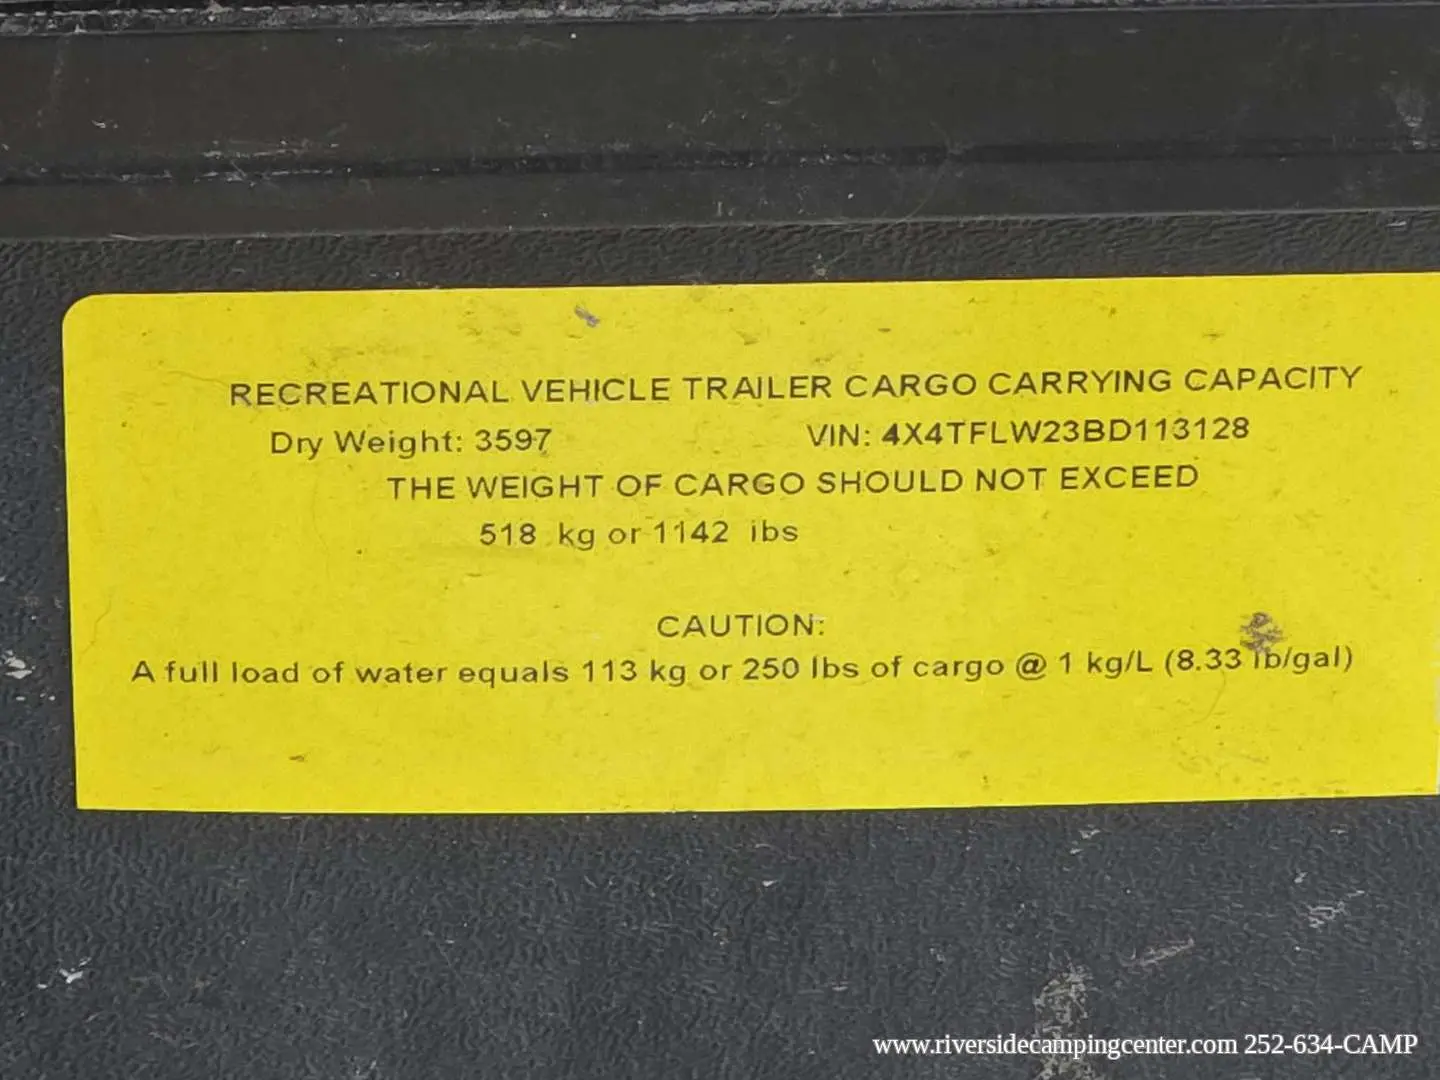 RECREATIONAL VEHICLE TRAILER CARGO CARRYING CAPACITY
Dry Weight: 3597 VIN: 4X4TFLW23BD113128
THE WEIGHT OF CARGO SHOULD NOT EXCEED
518 kg or 1142 ibs
CAUTION:
A full load of water equals 113 kg or 250 lbs of cargo @ 1 kg/L (8.33 lb/gal)
www.riversidecampingcenter.com 252-634-CAMP